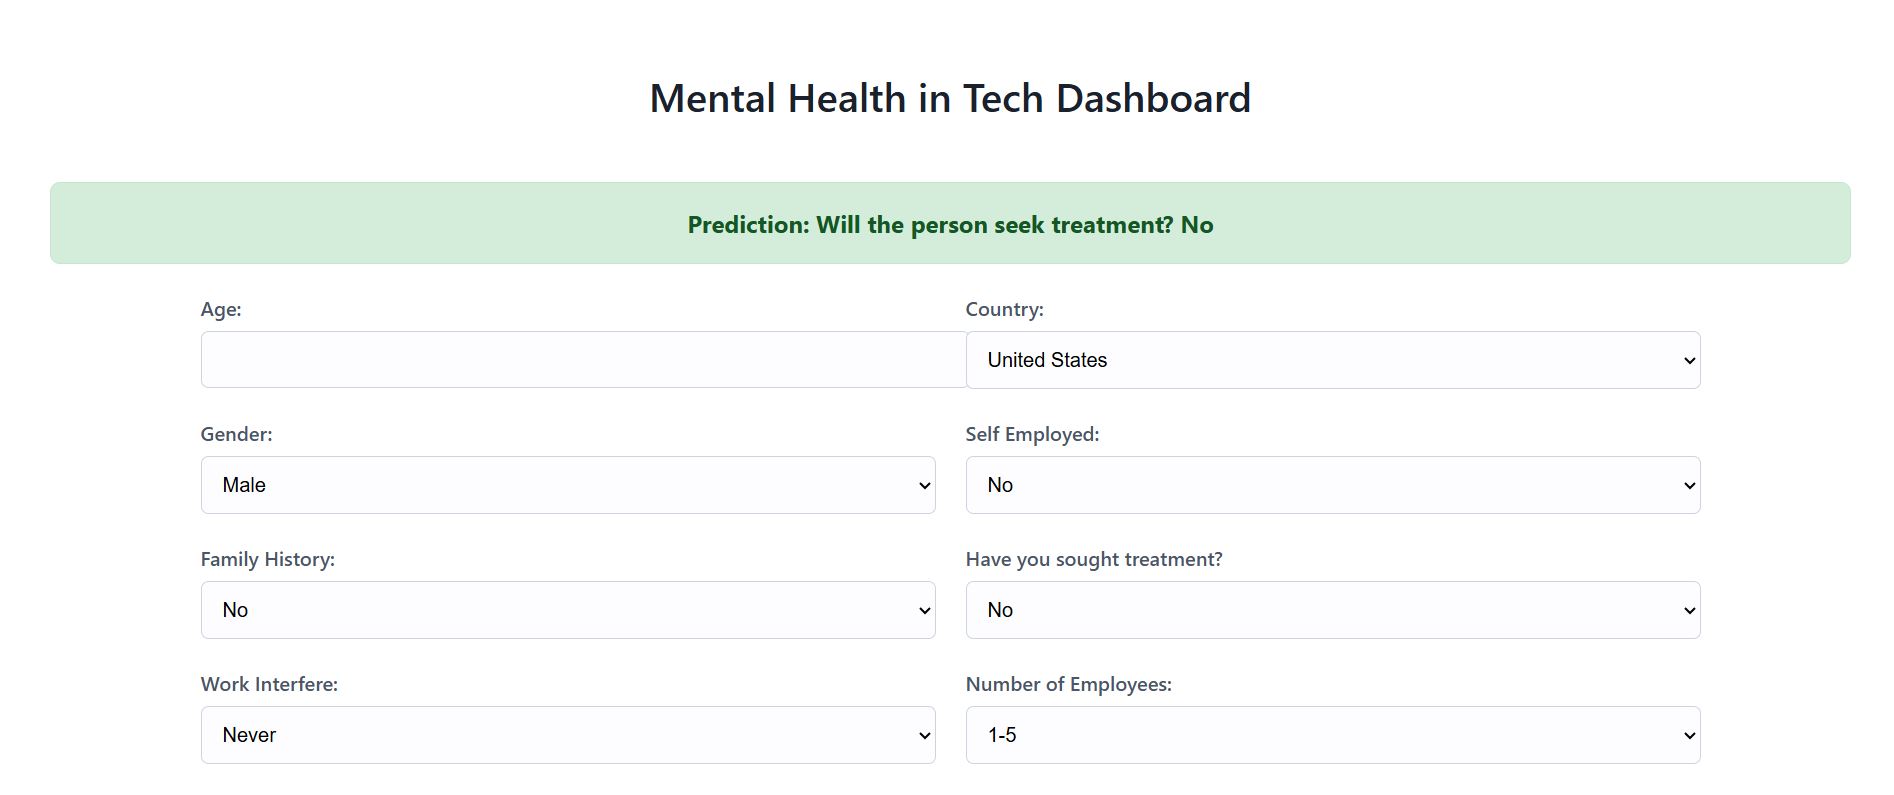 Mental Health in Tech Dashboard
Prediction: Will the person seek treatment? No
Age:
Country:
United States
Gender:
Self Employed:
Male
No
Family History:
Have you sought treatment?
No
No
Work Interfere:
Number of Employees:
Never
1-5